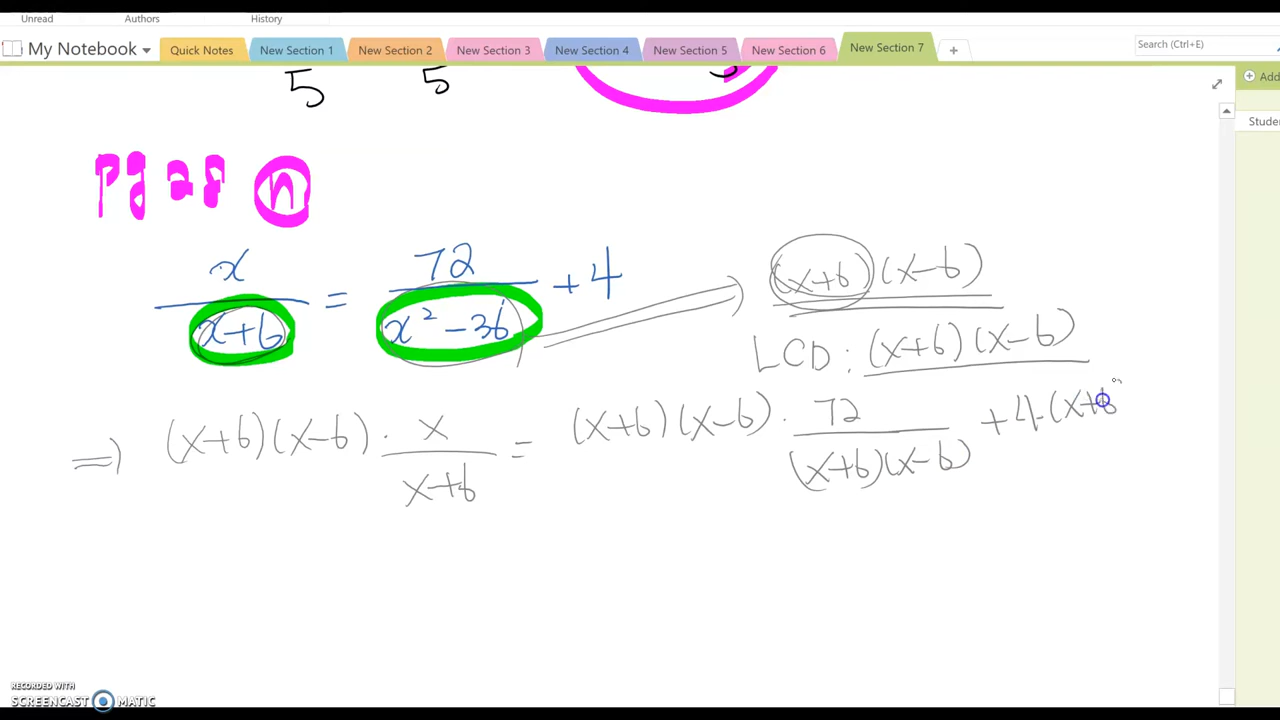 Unread Authors History
My Notebook Quick Notes New Section 1 New Section 2 New Section 3 New Section 4 New Section 5 New Section 6 New Section 7 + Search (Ctrl+E)
Add
Studen
5 5
n
x/(x+6) = 72/(x² - 36) + 4
(x+6)(x-6)
LCD: (x+6)(x-6)
⇒ (x+6)(x-6) · x/(x+6) = (x+6)(x-6) · 72/((x+6)(x-6)) + 4·(x+6
RECORDED WITH
SCREENCAST MATIC